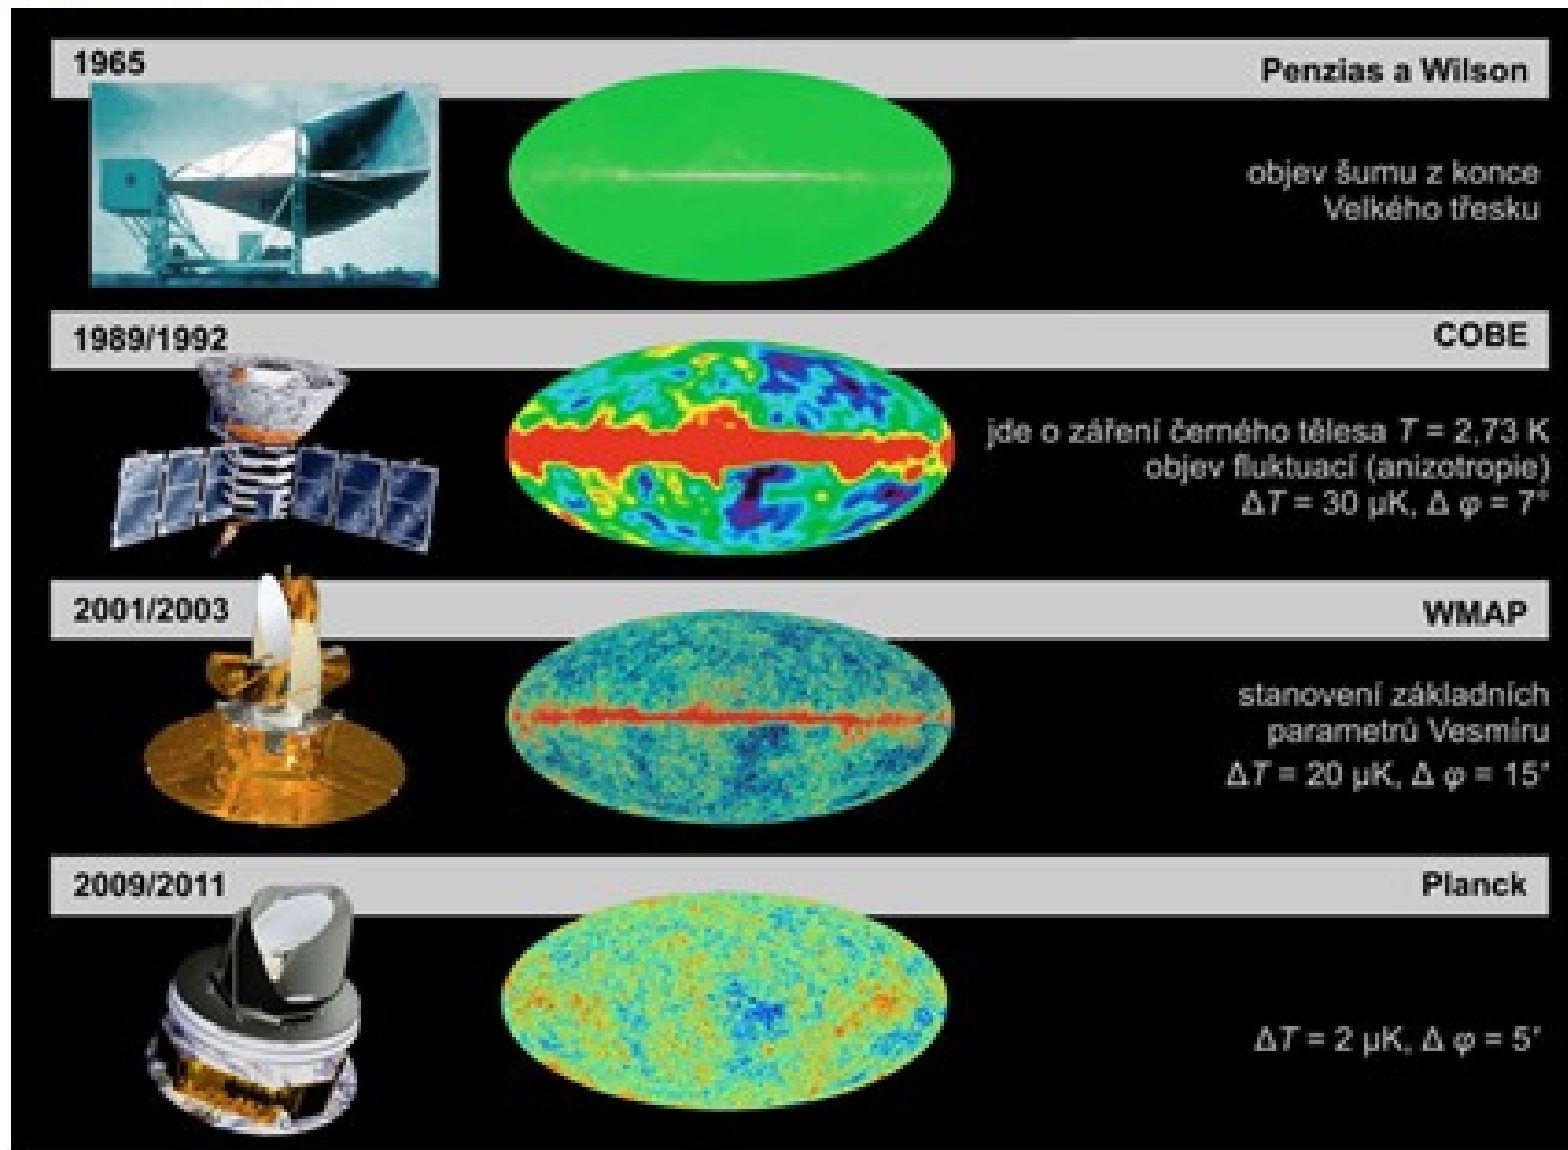 1965
Penzias a Wilson
objev šumu z konce
Velkého třesku
1989/1992
COBE
jde o záření černého tělesa T = 2,73 K
objev fluktuací (anizotropie)
ΔT = 30 µK, Δ φ = 7°
2001/2003
WMAP
stanovení základních
parametrů Vesmíru
ΔT = 20 µK, Δ φ = 15'
2009/2011
Planck
ΔT = 2 µK, Δ φ = 5'